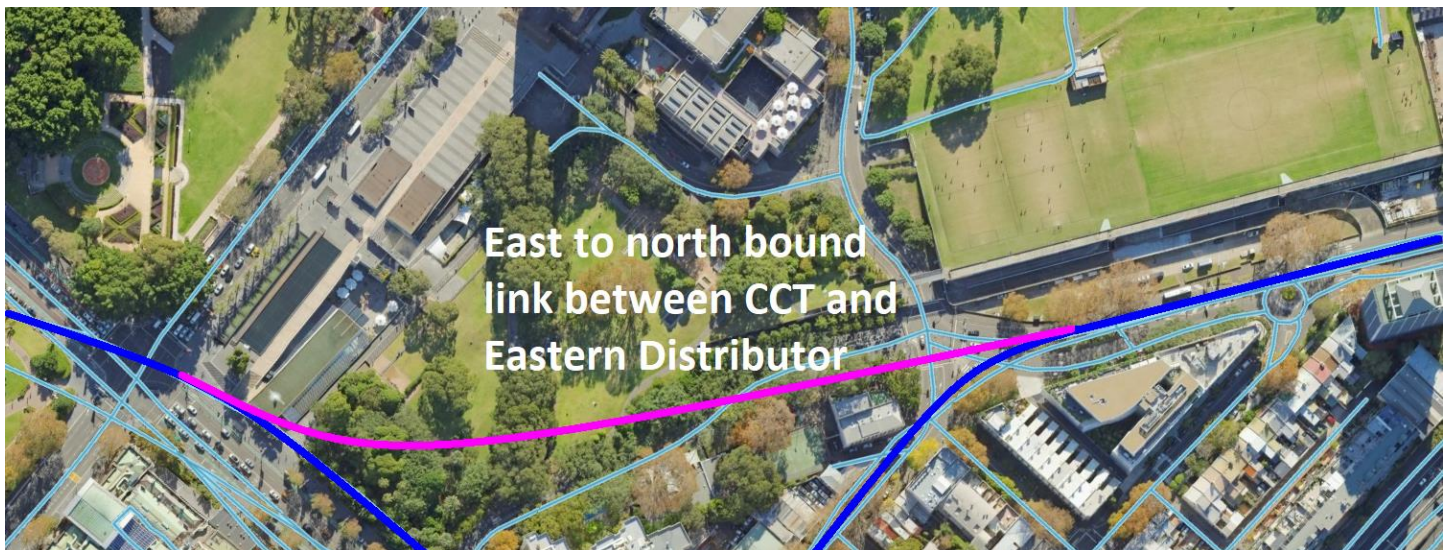 East to north bound
link between CCT and
Eastern Distributor